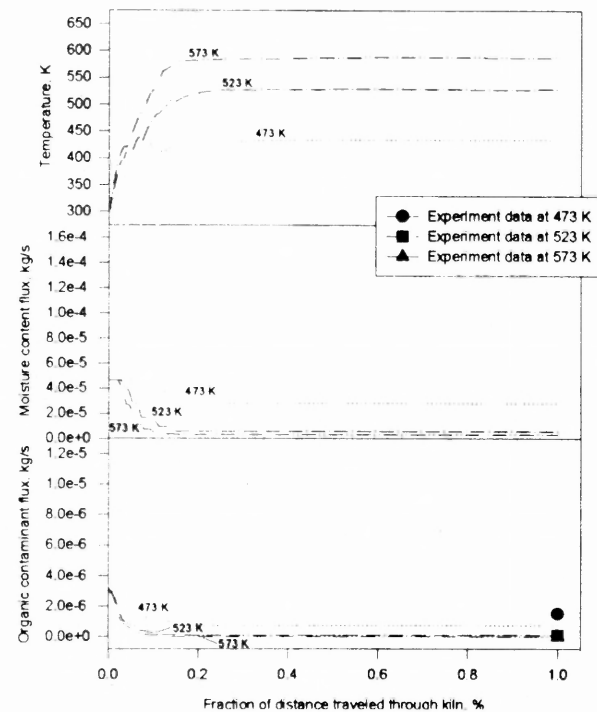 650
600
550
500
450
400
350
300
Temperature, K
573 K
523 K
473 K
Experiment data at 473 K
Experiment data at 523 K
Experiment data at 573 K
1.6e-4
1.4e-4
1.2e-4
1.0e-4
8.0e-5
6.0e-5
4.0e-5
2.0e-5
0.0e+0
Moisture content flux, kg/s
473 K
523 K
573 K
1.2e-5
1.0e-5
8.0e-6
6.0e-6
4.0e-6
2.0e-6
0.0e+0
Organic contaminant flux, kg/s
473 K
523 K
573 K
0.0
0.2
0.4
0.6
0.8
1.0
Fraction of distance traveled through kiln, %